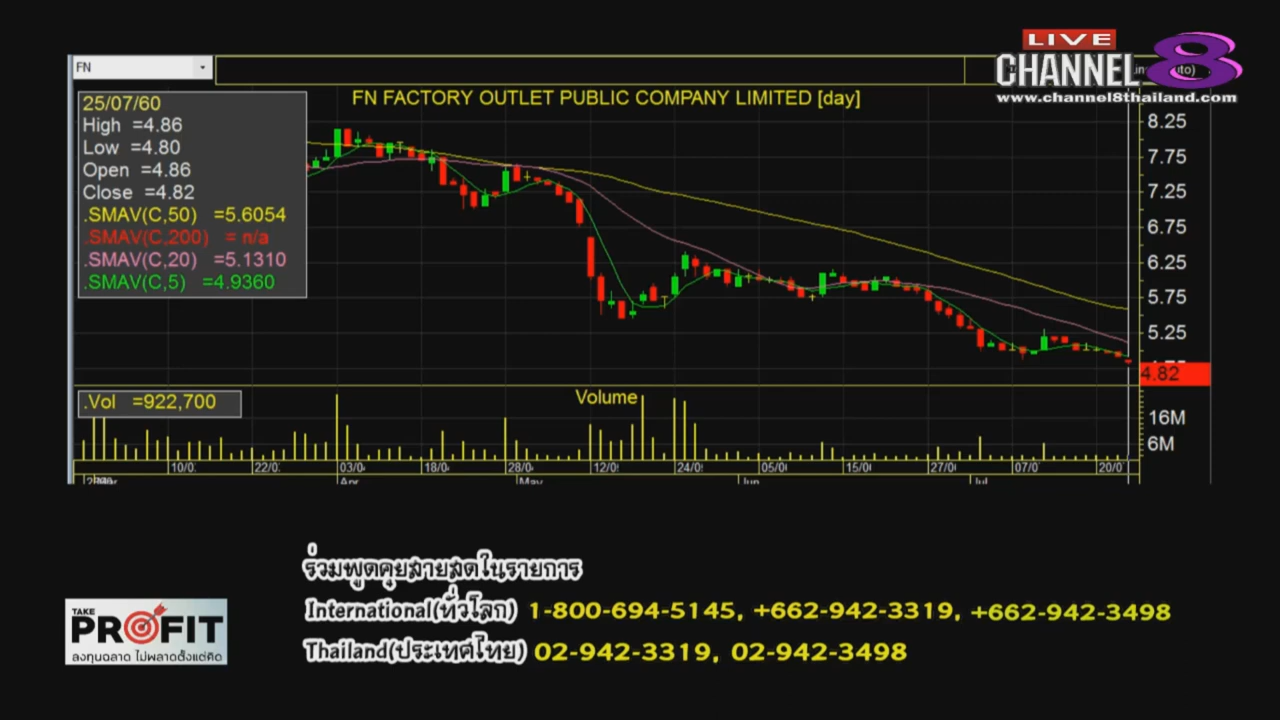 LIVE
CHANNEL 8
www.channel8thailand.com
FN
FN FACTORY OUTLET PUBLIC COMPANY LIMITED [day]
25/07/60
High =4.86
Low =4.80
Open =4.86
Close =4.82
.SMAV(C,50) =5.6054
.SMAV(C,200) = n/a
.SMAV(C,20) =5.1310
.SMAV(C,5) =4.9360
8.25
7.75
7.25
6.75
6.25
5.75
5.25
4.82
.Vol =922,700
Volume
16M
6M
10/0 22/0 03/0 18/0 28/0 12/0 24/0 05/0 15/0 27/0 07/0 20/0
Apr May Jun Jul
ร่วมพูดคุยสายสดในรายการ
International(ทั่วโลก) 1-800-694-5145, +662-942-3319, +662-942-3498
Thailand(ประเทศไทย) 02-942-3319, 02-942-3498
TAKE
PROFIT
ลงทุนฉลาด ไม่พลาดตั้งแต่คิด